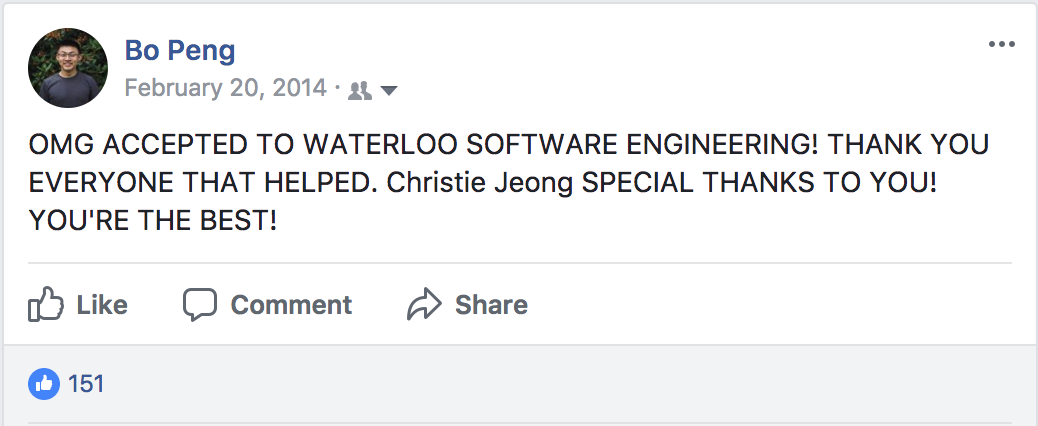 Bo Peng
February 20, 2014 ·
OMG ACCEPTED TO WATERLOO SOFTWARE ENGINEERING! THANK YOU
EVERYONE THAT HELPED. Christie Jeong SPECIAL THANKS TO YOU!
YOU'RE THE BEST!
Like Comment Share
151